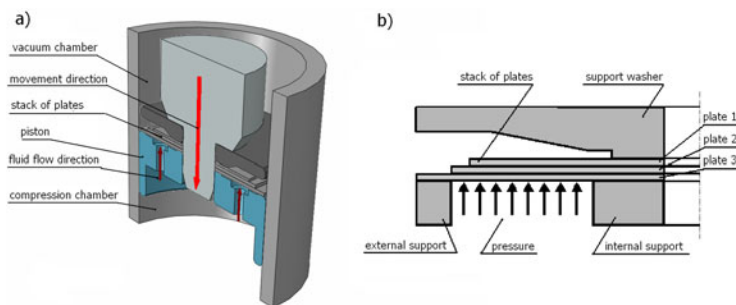 a)
vacuum chamber
movement direction
stack of plates
piston
fluid flow direction
compression chamber
b)
stack of plates
support washer
plate 1
plate 2
plate 3
external support
pressure
internal support